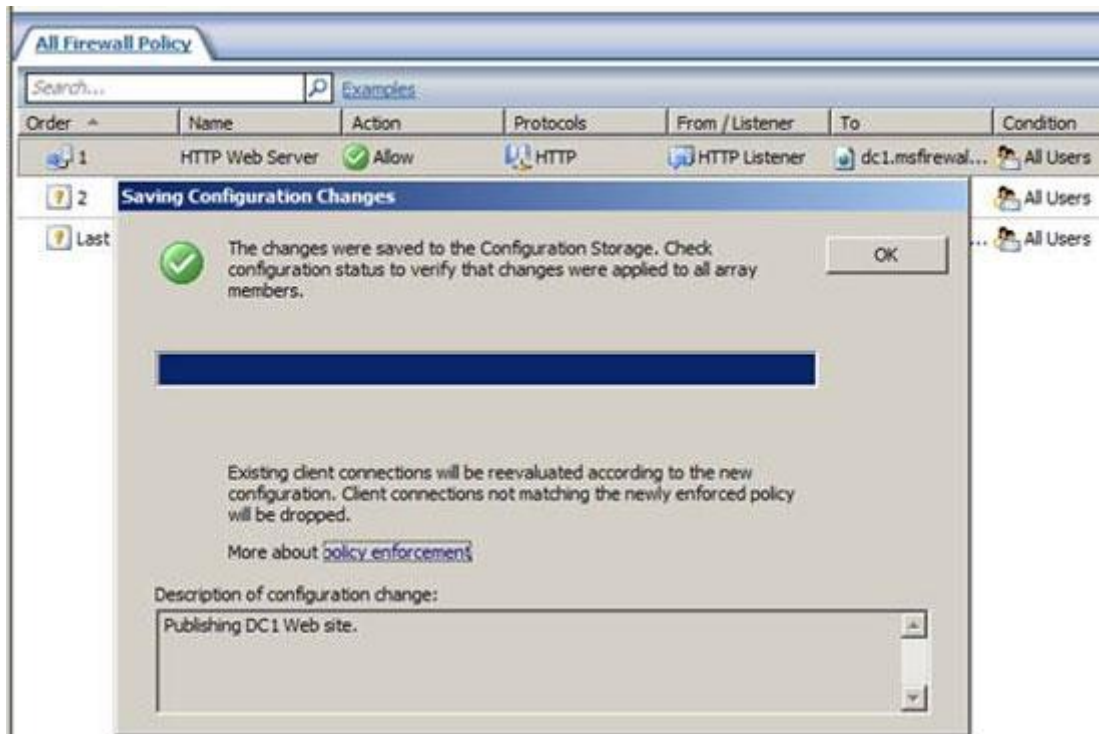 All Firewall Policy
Search... Examples
Order Name Action Protocols From / Listener To Condition
1 HTTP Web Server Allow HTTP HTTP Listener dc1.msfirewal... All Users
2 All Users
Last ... All Users
Saving Configuration Changes
The changes were saved to the Configuration Storage. Check
configuration status to verify that changes were applied to all array
members.
OK
Existing client connections will be reevaluated according to the new
configuration. Client connections not matching the newly enforced policy
will be dropped.
More about policy enforcement
Description of configuration change:
Publishing DC1 Web site.